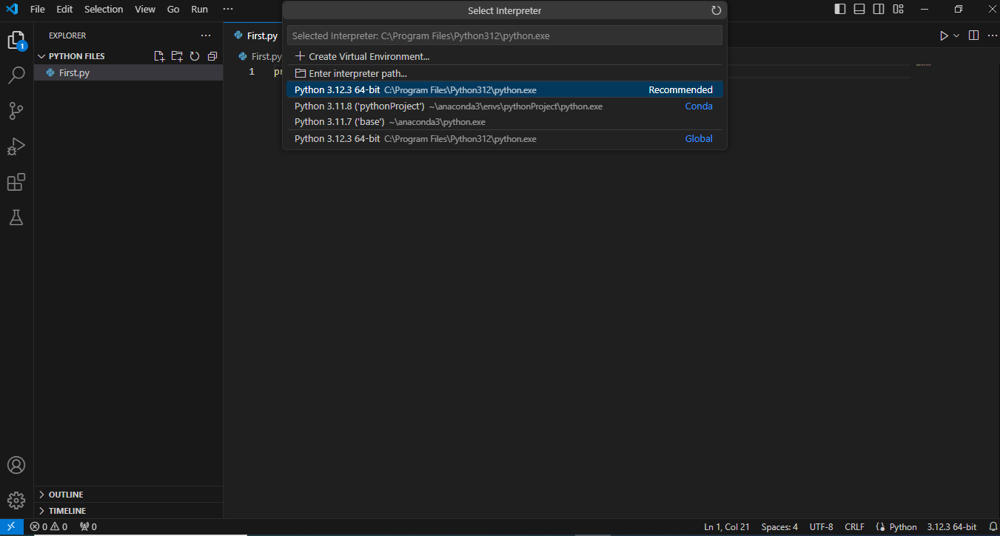 File Edit Selection View Go Run ···
Select Interpreter
EXPLORER
First.py
Selected Interpreter: C:\Program Files\Python312\python.exe
PYTHON FILES
First.py
Create Virtual Environment...
First.py
1 pr
Enter interpreter path...
Python 3.12.3 64-bit C:\Program Files\Python312\python.exe Recommended
Python 3.11.8 ('pythonProject') ~\anaconda3\envs\pythonProject\python.exe Conda
Python 3.11.7 ('base') ~\anaconda3\python.exe
Python 3.12.3 64-bit C:\Program Files\Python312\python.exe Global
1
OUTLINE
TIMELINE
0 0 0 Ln 1, Col 21 Spaces: 4 UTF-8 CRLF Python 3.12.3 64-bit